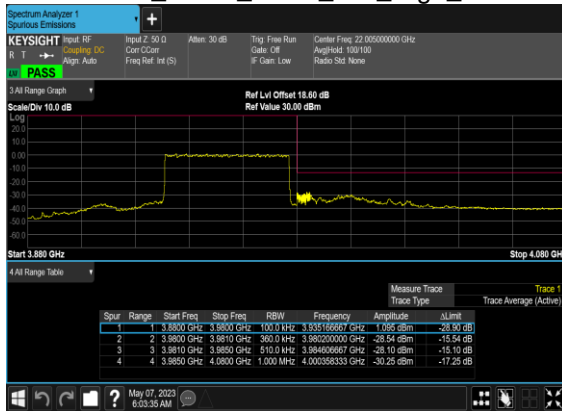 Spectrum Analyzer 1
Spurious Emissions
+
KEYSIGHT Input: RF Input Z: 50 Ω Atten: 30 dB Trig: Free Run Center Freq: 22.005000000 GHz
R T Coupling: DC Corr CCorr Gate: Off Avg|Hold: 100/100
Align: Auto Freq Ref: Int (S) IF Gain: Low Radio Std: None
PASS
3 All Range Graph
Ref Lvl Offset 18.60 dB
Scale/Div 10.0 dB Ref Value 30.00 dBm
Log
20.0
10.0
0.00
-10.0
-20.0
-30.0
-40.0
-50.0
-60.0
Start 3.880 GHz Stop 4.080 GH
4 All Range Table
Measure Trace Trace 1
Trace Type Trace Average (Active)
Spur Range Start Freq Stop Freq RBW Frequency Amplitude ΔLimit
1 1 3.8800 GHz 3.9800 GHz 100.0 kHz 3.935166667 GHz 1.095 dBm -28.90 dB
2 2 3.9800 GHz 3.9810 GHz 360.0 kHz 3.980200000 GHz -28.54 dBm -15.54 dB
3 3 3.9810 GHz 3.9850 GHz 510.0 kHz 3.984606667 GHz -28.10 dBm -15.10 dB
4 4 3.9850 GHz 4.0800 GHz 1.000 MHz 4.000358333 GHz -30.25 dBm -17.25 dB
? May 07, 2023
6:03:35 AM